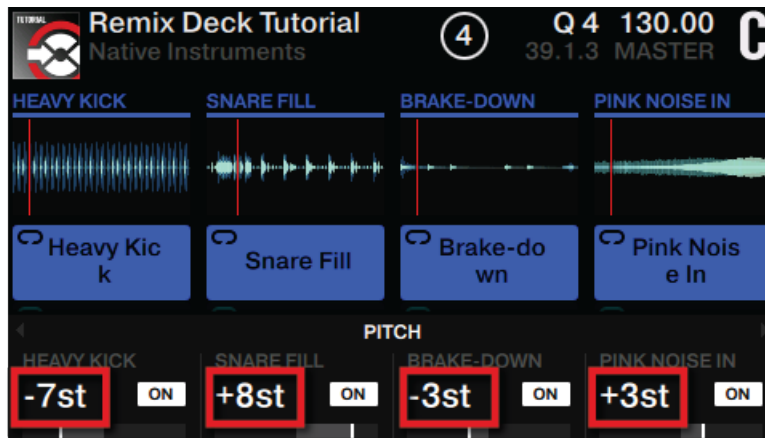 TUTORIAL
Remix Deck Tutorial
Native Instruments
4
Q 4 130.00
39.1.3 MASTER
C
HEAVY KICK SNARE FILL BRAKE-DOWN PINK NOISE IN
Heavy Kic
k
Snare Fill
Brake-do
wn
Pink Nois
e In
PITCH
HEAVY KICK SNARE FILL BRAKE-DOWN PINK NOISE IN
-7st ON +8st ON -3st ON +3st ON